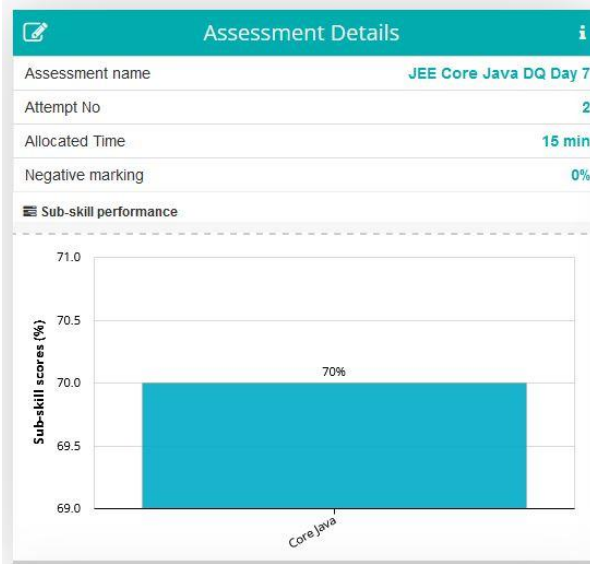 Assessment Details
Assessment name JEE Core Java DQ Day 7
Attempt No 2
Allocated Time 15 min
Negative marking 0%
Sub-skill performance
71.0
70.5
70.0
69.5
69.0
Sub-skill scores (%)
70%
Core Java